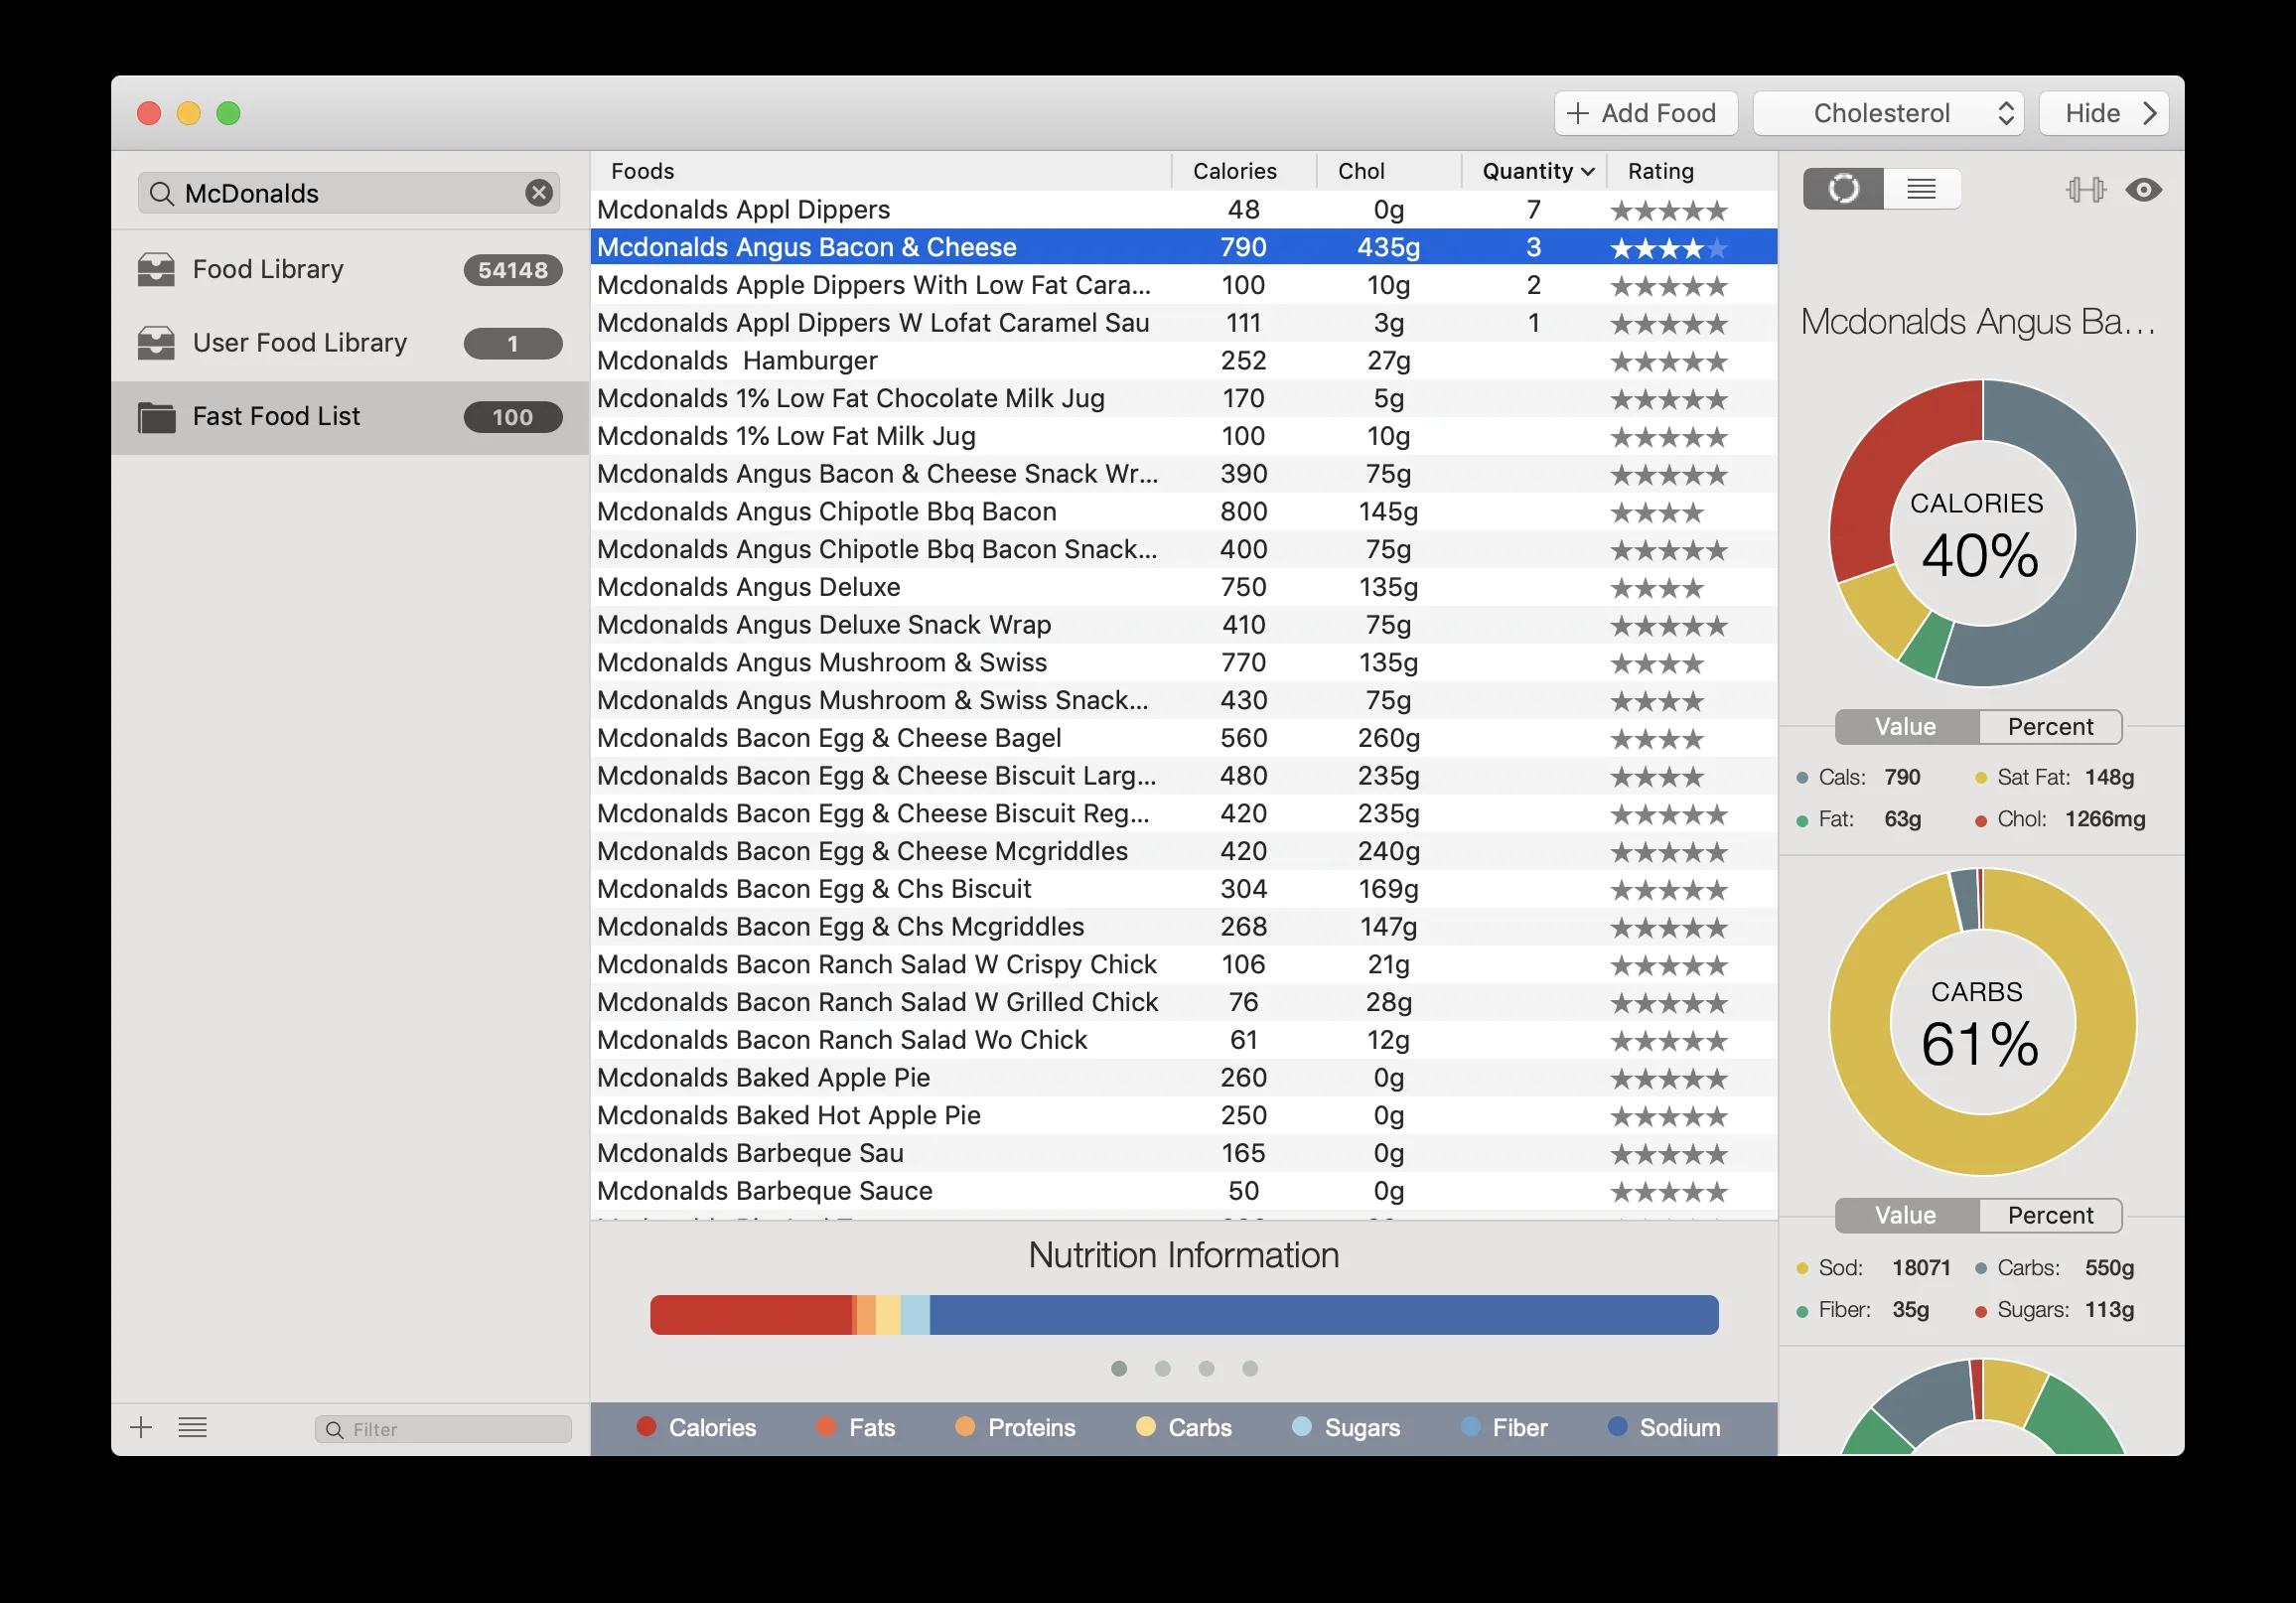 Add Food Cholesterol Hide
McDonalds
Food Library 54148
User Food Library 1
Fast Food List 100
Filter
Foods Calories Chol Quantity Rating
Mcdonalds Appl Dippers 48 0g 7 ★★★★★
Mcdonalds Angus Bacon & Cheese 790 435g 3 ★★★★★
Mcdonalds Apple Dippers With Low Fat Cara... 100 10g 2 ★★★★★
Mcdonalds Appl Dippers W Lofat Caramel Sau 111 3g 1 ★★★★★
Mcdonalds  Hamburger 252 27g ★★★★★
Mcdonalds 1% Low Fat Chocolate Milk Jug 170 5g ★★★★★
Mcdonalds 1% Low Fat Milk Jug 100 10g ★★★★★
Mcdonalds Angus Bacon & Cheese Snack Wr... 390 75g ★★★★★
Mcdonalds Angus Chipotle Bbq Bacon 800 145g ★★★★
Mcdonalds Angus Chipotle Bbq Bacon Snack... 400 75g ★★★★★
Mcdonalds Angus Deluxe 750 135g ★★★★
Mcdonalds Angus Deluxe Snack Wrap 410 75g ★★★★★
Mcdonalds Angus Mushroom & Swiss 770 135g ★★★★
Mcdonalds Angus Mushroom & Swiss Snack... 430 75g ★★★★
Mcdonalds Bacon Egg & Cheese Bagel 560 260g ★★★★
Mcdonalds Bacon Egg & Cheese Biscuit Larg... 480 235g ★★★★
Mcdonalds Bacon Egg & Cheese Biscuit Reg... 420 235g ★★★★★
Mcdonalds Bacon Egg & Cheese Mcgriddles 420 240g ★★★★★
Mcdonalds Bacon Egg & Chs Biscuit 304 169g ★★★★★
Mcdonalds Bacon Egg & Chs Mcgriddles 268 147g ★★★★★
Mcdonalds Bacon Ranch Salad W Crispy Chick 106 21g ★★★★★
Mcdonalds Bacon Ranch Salad W Grilled Chick 76 28g ★★★★★
Mcdonalds Bacon Ranch Salad Wo Chick 61 12g ★★★★★
Mcdonalds Baked Apple Pie 260 0g ★★★★★
Mcdonalds Baked Hot Apple Pie 250 0g ★★★★★
Mcdonalds Barbeque Sau 165 0g ★★★★★
Mcdonalds Barbeque Sauce 50 0g ★★★★★
Nutrition Information
Calories Fats Proteins Carbs Sugars Fiber Sodium
Mcdonalds Angus Ba...
CALORIES
40%
Value Percent
Cals: 790 Sat Fat: 148g
Fat: 63g Chol: 1266mg
CARBS
61%
Value Percent
Sod: 18071 Carbs: 550g
Fiber: 35g Sugars: 113g